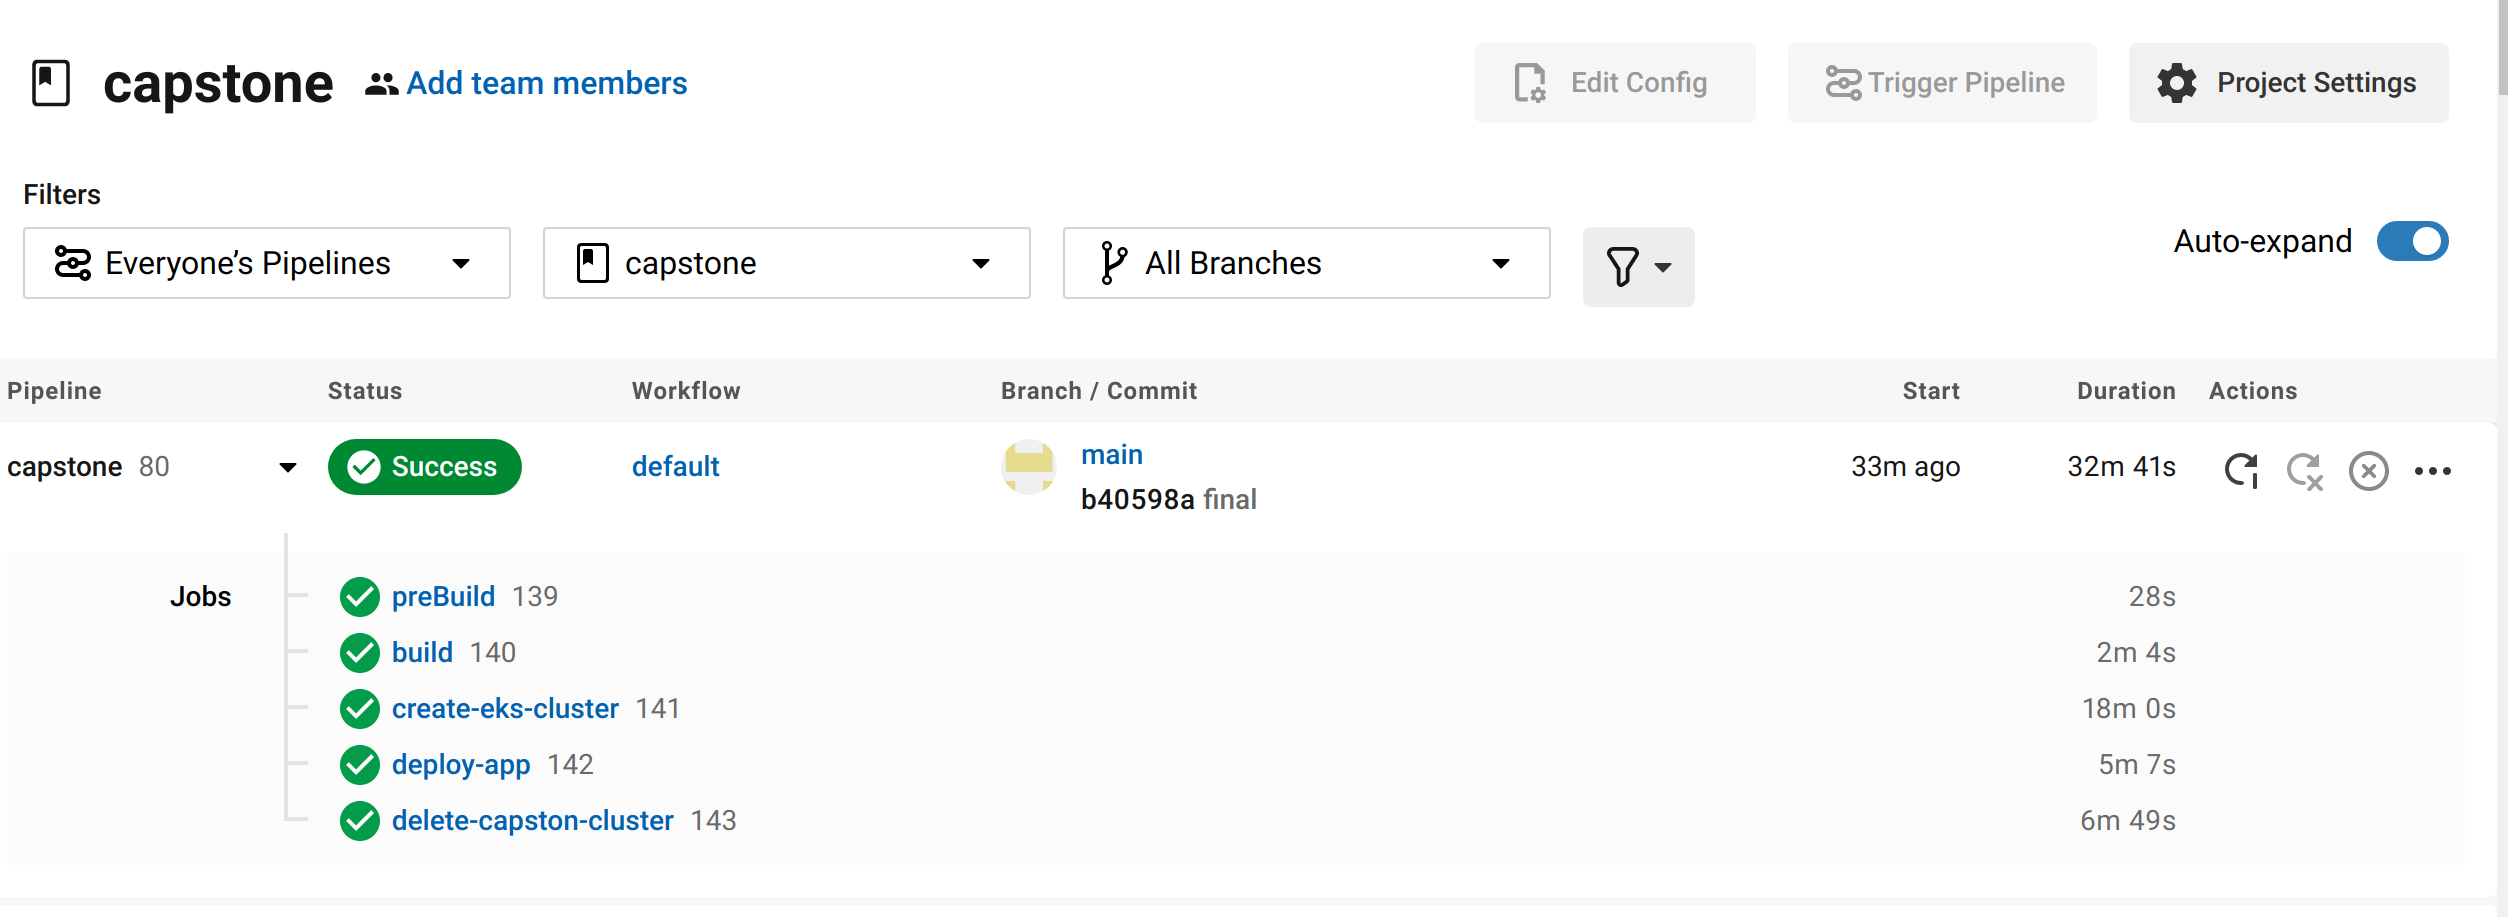 capstone Add team members Edit Config Trigger Pipeline Project Settings
Filters
Everyone’s Pipelines capstone All Branches Auto-expand
Pipeline Status Workflow Branch / Commit Start Duration Actions
capstone 80 Success default main 33m ago 32m 41s
b40598a final
Jobs preBuild 139 28s
build 140 2m 4s
create-eks-cluster 141 18m 0s
deploy-app 142 5m 7s
delete-capston-cluster 143 6m 49s